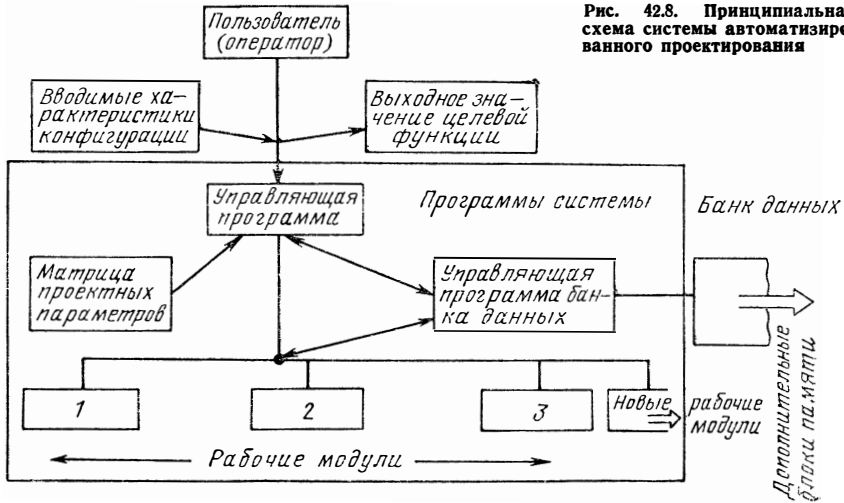 Рис. 42.8. Принципиальна
схема системы автоматизиро
ванного проектирования
Пользователь
(оператор)
Вводимые ха-
рактеристики
конфигурации
Выходное зна-
чение целевой
функции
Управляющая
программа
Программы системы
Банк данных
Матрица
проектных
параметров
Управляющая
программа бан-
ка данных
1
2
3
Новые рабочие
модули
Рабочие модули
Дополнительные
блоки памяти